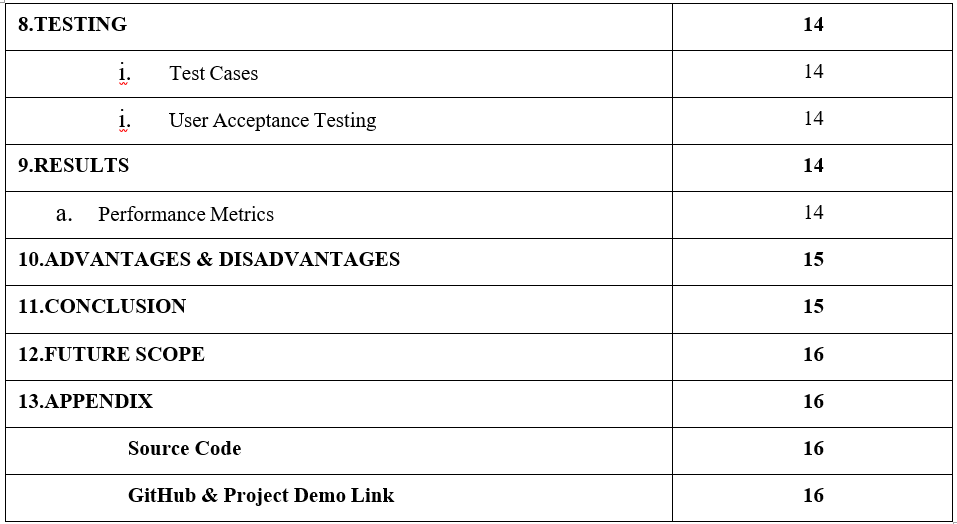 8.TESTING 14
i. Test Cases 14
i. User Acceptance Testing 14
9.RESULTS 14
a. Performance Metrics 14
10.ADVANTAGES & DISADVANTAGES 15
11.CONCLUSION 15
12.FUTURE SCOPE 16
13.APPENDIX 16
Source Code 16
GitHub & Project Demo Link 16